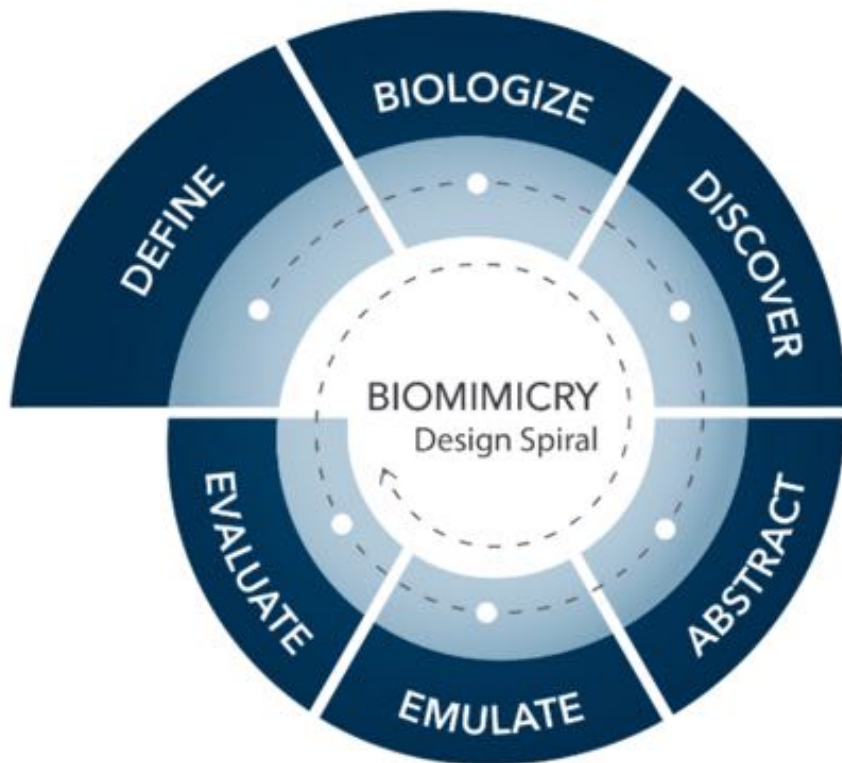 BIOLOGIZE
DISCOVER
ABSTRACT
EMULATE
EVALUATE
DEFINE
BIOMIMICRY
Design Spiral